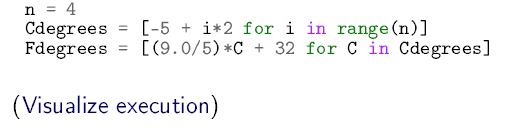 n = 4
Cdegrees = [-5 + i*2 for i in range(n)]
Fdegrees = [(9.0/5)*C + 32 for C in Cdegrees]
(Visualize execution)